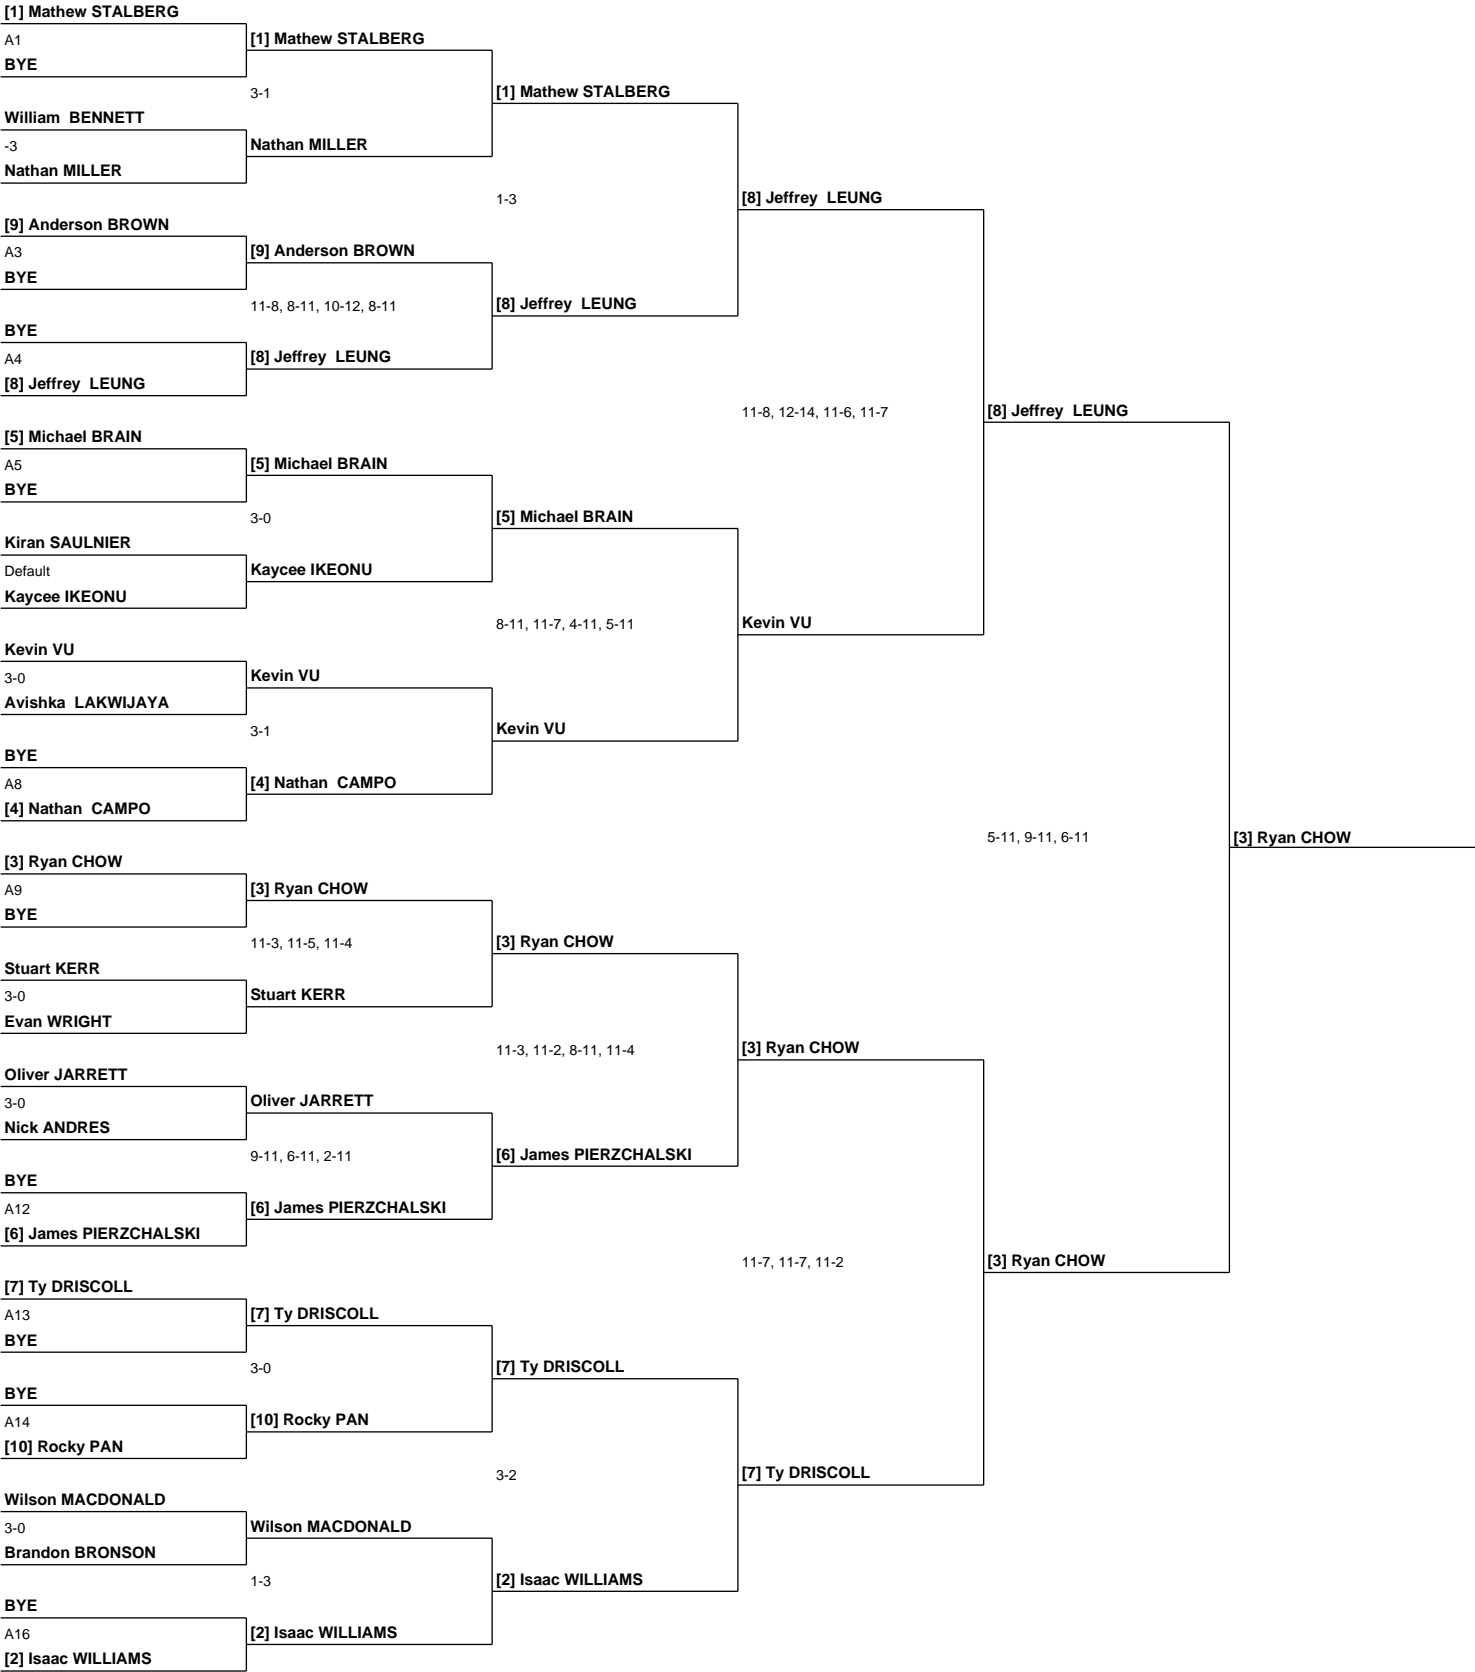 [1] Mathew STALBERG
A1
[1] Mathew STALBERG
BYE
3-1
[1] Mathew STALBERG
William  BENNETT
-3
Nathan MILLER
Nathan MILLER
1-3
[8] Jeffrey  LEUNG
[9] Anderson BROWN
A3
[9] Anderson BROWN
BYE
11-8, 8-11, 10-12, 8-11
[8] Jeffrey  LEUNG
BYE
A4
[8] Jeffrey  LEUNG
[8] Jeffrey  LEUNG
11-8, 12-14, 11-6, 11-7
[8] Jeffrey  LEUNG
[5] Michael BRAIN
A5
[5] Michael BRAIN
BYE
3-0
[5] Michael BRAIN
Kiran SAULNIER
Default
Kaycee IKEONU
Kaycee IKEONU
8-11, 11-7, 4-11, 5-11
Kevin VU
Kevin VU
3-0
Kevin VU
Avishka  LAKWIJAYA
3-1
Kevin VU
BYE
A8
[4] Nathan  CAMPO
[4] Nathan  CAMPO
5-11, 9-11, 6-11
[3] Ryan CHOW
[3] Ryan CHOW
A9
[3] Ryan CHOW
BYE
11-3, 11-5, 11-4
[3] Ryan CHOW
Stuart KERR
3-0
Stuart KERR
Evan WRIGHT
11-3, 11-2, 8-11, 11-4
[3] Ryan CHOW
Oliver JARRETT
3-0
Oliver JARRETT
Nick ANDRES
9-11, 6-11, 2-11
[6] James PIERZCHALSKI
BYE
A12
[6] James PIERZCHALSKI
[6] James PIERZCHALSKI
11-7, 11-7, 11-2
[3] Ryan CHOW
[7] Ty DRISCOLL
A13
[7] Ty DRISCOLL
BYE
3-0
[7] Ty DRISCOLL
BYE
A14
[10] Rocky PAN
[10] Rocky PAN
3-2
[7] Ty DRISCOLL
Wilson MACDONALD
3-0
Wilson MACDONALD
Brandon BRONSON
1-3
[2] Isaac WILLIAMS
BYE
A16
[2] Isaac WILLIAMS
[2] Isaac WILLIAMS